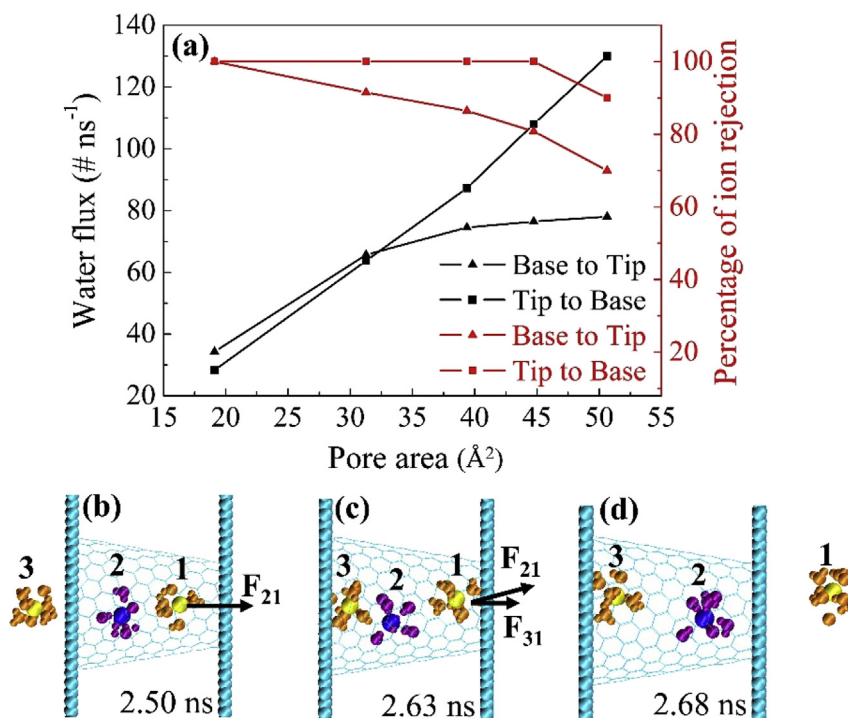 (a)
140
120
100
80
60
40
20
Water flux (# ns⁻¹)
100
80
60
40
20
Percentage of ion rejection
Base to Tip
Tip to Base
Base to Tip
Tip to Base
15 20 25 30 35 40 45 50 55
Pore area (Å²)
(b)
3 2 1
F₂₁
2.50 ns
(c)
3 2 1
F₂₁
F₃₁
2.63 ns
(d)
3 2 1
2.68 ns